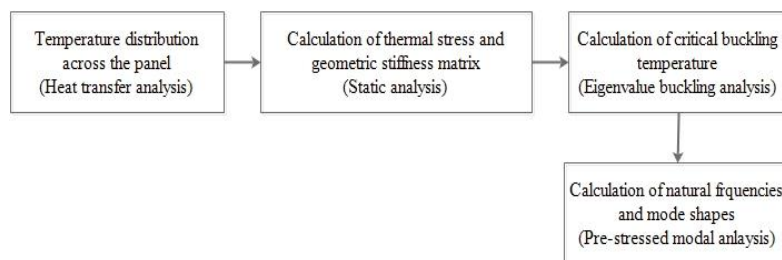 Temperature distribution
across the panel
(Heat transfer analysis)
Calculation of thermal stress and
geometric stiffness matrix
(Static analysis)
Calculation of critical buckling
temperature
(Eigenvalue buckling analysis)
Calculation of natural frquencies
and mode shapes
(Pre-stressed modal anlaysis)